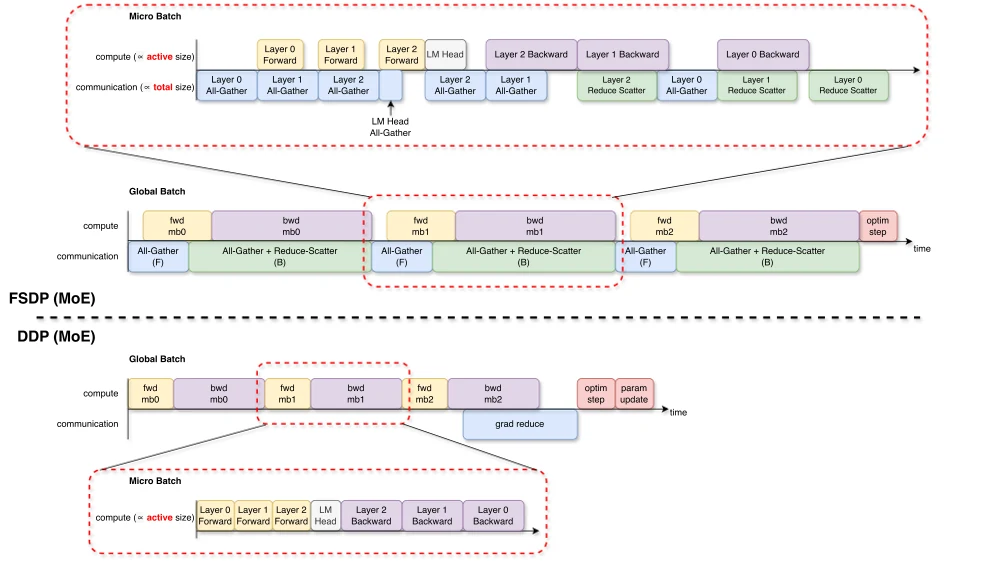 Micro Batch
compute (∝ active size)
Layer 0
Forward
Layer 1
Forward
Layer 2
Forward
LM Head
Layer 2 Backward
Layer 1 Backward
Layer 0 Backward
communication (∝ total size)
Layer 0
All-Gather
Layer 1
All-Gather
Layer 2
All-Gather
Layer 2
All-Gather
Layer 1
All-Gather
Layer 2
Reduce Scatter
Layer 0
All-Gather
Layer 1
Reduce Scatter
Layer 0
Reduce Scatter
LM Head
All-Gather
Global Batch
compute
fwd
mb0
bwd
mb0
fwd
mb1
bwd
mb1
fwd
mb2
bwd
mb2
optim
step
time
communication
All-Gather
(F)
All-Gather + Reduce-Scatter
(B)
All-Gather
(F)
All-Gather + Reduce-Scatter
(B)
All-Gather
(F)
All-Gather + Reduce-Scatter
(B)
FSDP (MoE)
DDP (MoE)
Global Batch
compute
fwd
mb0
bwd
mb0
fwd
mb1
bwd
mb1
fwd
mb2
bwd
mb2
optim
step
param
update
time
communication
grad reduce
Micro Batch
compute (∝ active size)
Layer 0
Forward
Layer 1
Forward
Layer 2
Forward
LM
Head
Layer 2
Backward
Layer 1
Backward
Layer 0
Backward